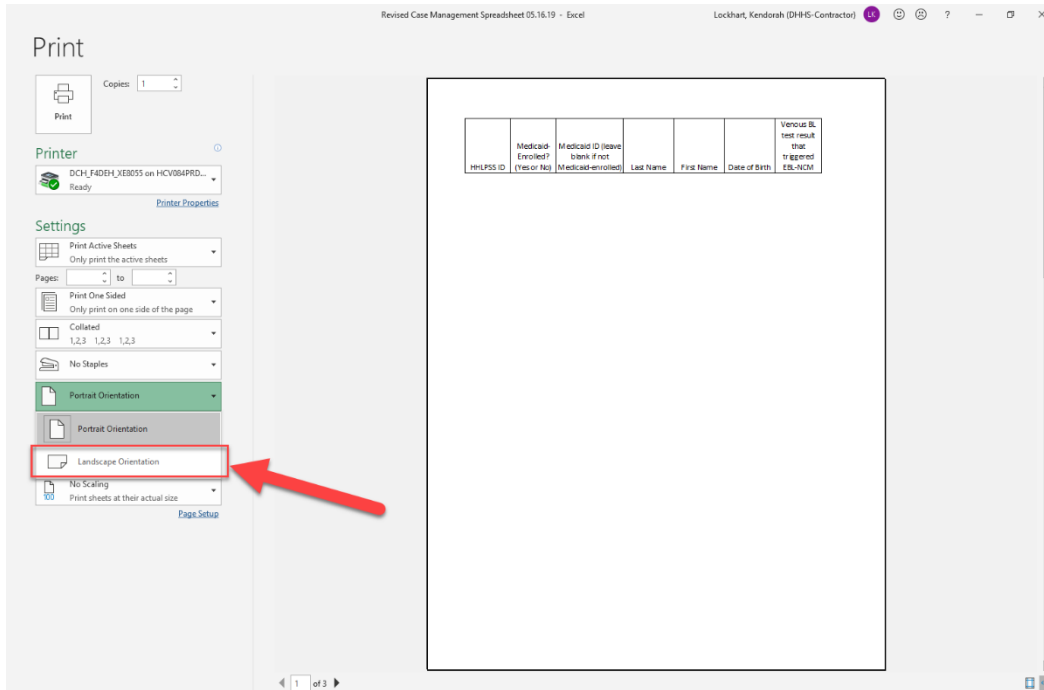 Revised Case Management Spreadsheet 05.16.19 - Excel
Lockhart, Kendorah (DHHS-Contractor) LK ?
Print
Copies: 1
Print
Printer
DCH_F4DEH_XE8055 on HCV084PRD...
Ready
Printer Properties
Settings
Print Active Sheets
Only print the active sheets
Pages: to
Print One Sided
Only print on one side of the page
Collated
1,2,3 1,2,3 1,2,3
No Staples
Portrait Orientation
Portrait Orientation
Landscape Orientation
No Scaling
100
Print sheets at their actual size
Page Setup
HHLPSS ID
Medicaid-
Enrolled?
(Yes or No)
Medicaid ID (leave
blank if not
Medicaid-enrolled)
Last Name
First Name
Date of Birth
Venous BL
test result
that
triggered
EBL-NCM
1 of 3